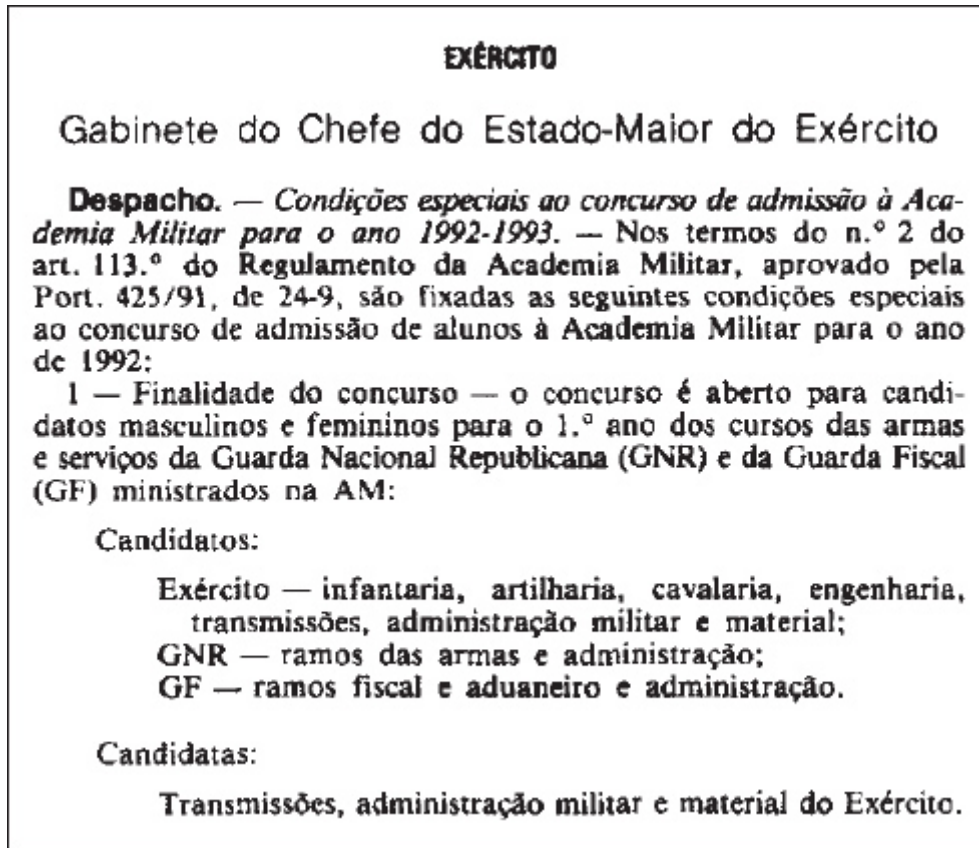 EXÉRCITO
Gabinete do Chefe do Estado-Maior do Exército
Despacho. — Condições especiais ao concurso de admissão à Aca-
demia Militar para o ano 1992-1993. — Nos termos do n.º 2 do
art. 113.º do Regulamento da Academia Militar, aprovado pela
Port. 425/91, de 24-9, são fixadas as seguintes condições especiais
ao concurso de admissão de alunos à Academia Militar para o ano
de 1992:
1 — Finalidade do concurso — o concurso é aberto para candi-
datos masculinos e femininos para o 1.º ano dos cursos das armas
e serviços da Guarda Nacional Republicana (GNR) e da Guarda Fiscal
(GF) ministrados na AM:
Candidatos:
Exército — infantaria, artilharia, cavalaria, engenharia,
transmissões, administração militar e material;
GNR — ramos das armas e administração;
GF — ramos fiscal e aduaneiro e administração.
Candidatas:
Transmissões, administração militar e material do Exército.